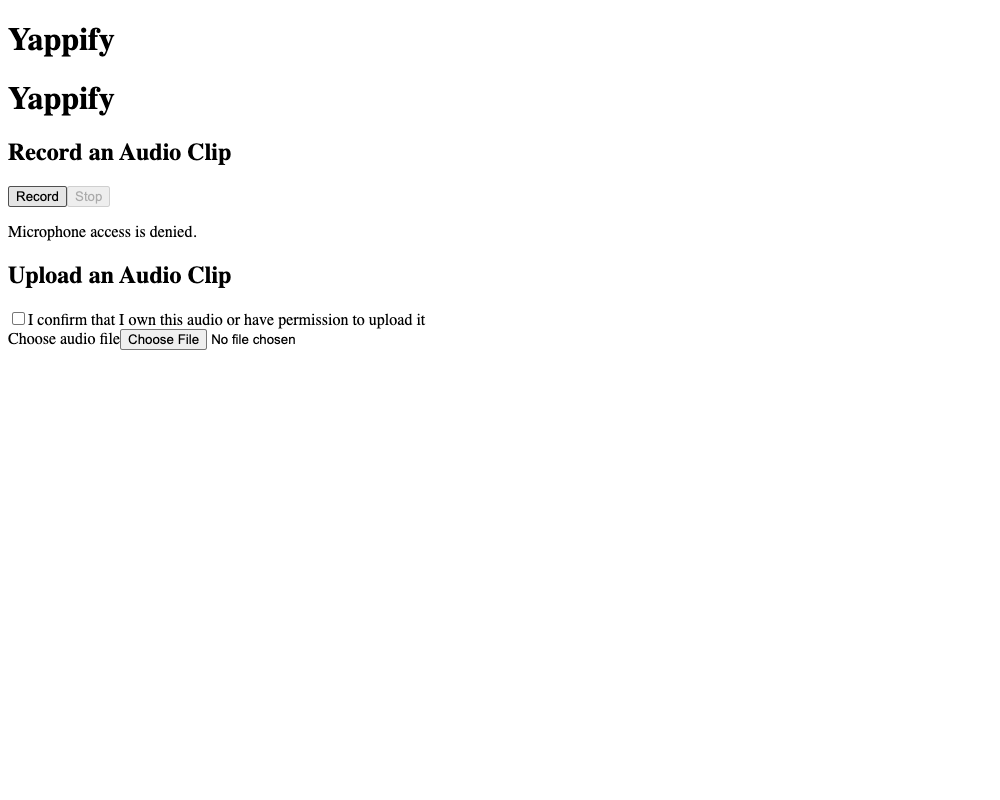 Yappify
Yappify
Record an Audio Clip
Record Stop
Microphone access is denied.
Upload an Audio Clip
I confirm that I own this audio or have permission to upload it
Choose audio file Choose File No file chosen